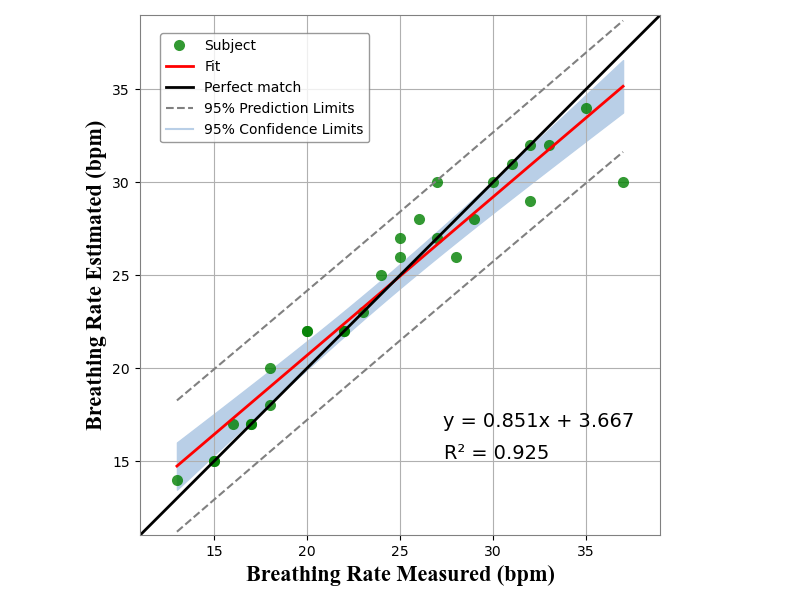 Subject
Fit
Perfect match
95% Prediction Limits
95% Confidence Limits
Breathing Rate Estimated (bpm)
35
30
25
20
15
y = 0.851x + 3.667
R² = 0.925
15
20
25
30
35
Breathing Rate Measured (bpm)